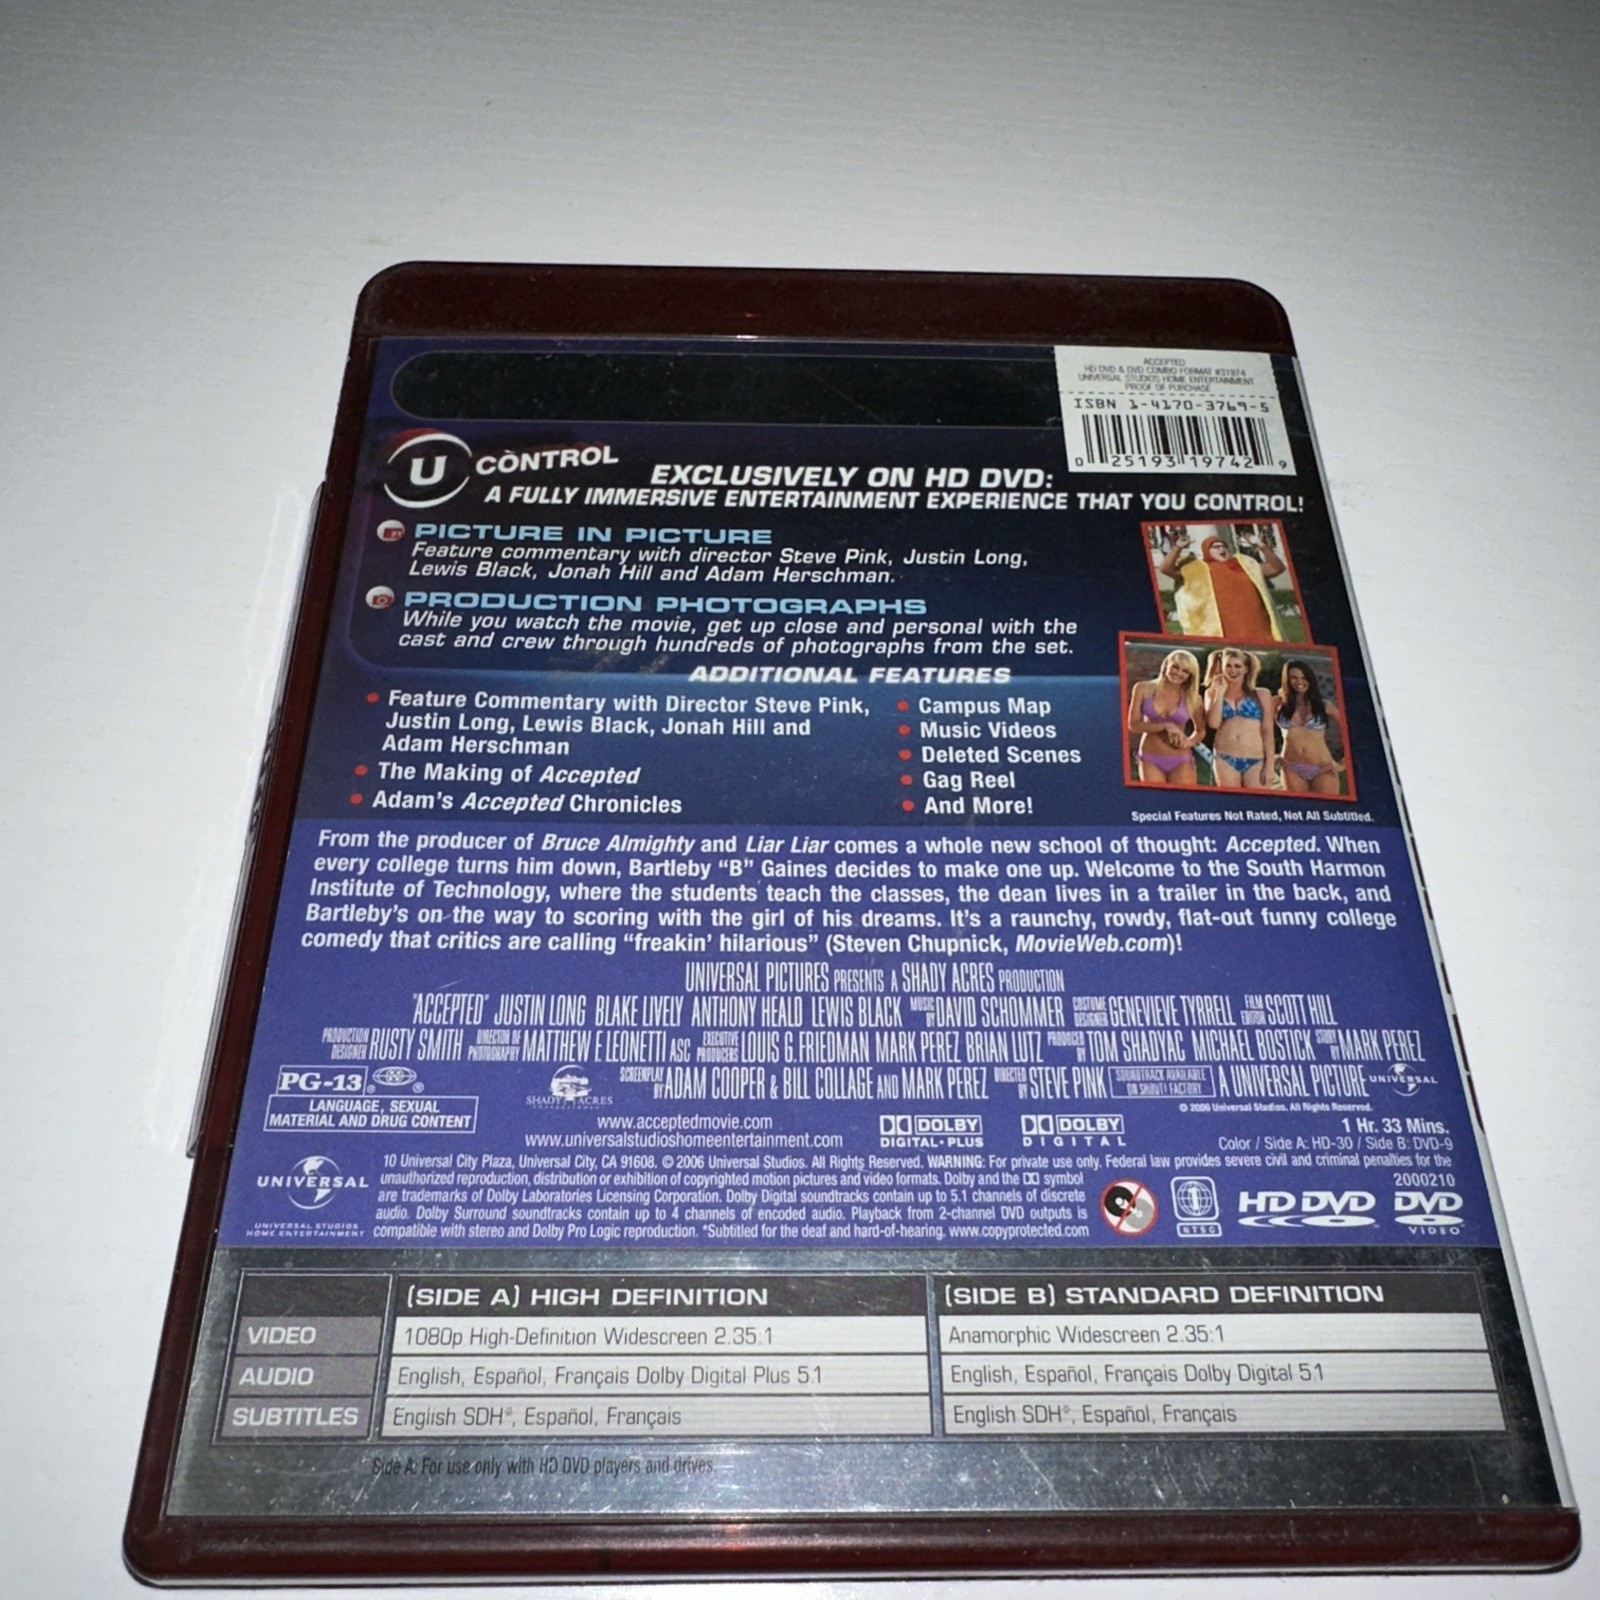 ACCEPTED
HD DVD & DVD COMBO FORMAT #31974
UNIVERSAL STUDIOS HOME ENTERTAINMENT
PROOF OF PURCHASE
ISBN 1-4170-3769-5
0 25193 19742 9
U CONTROL
EXCLUSIVELY ON HD DVD:
A FULLY IMMERSIVE ENTERTAINMENT EXPERIENCE THAT YOU CONTROL!
PICTURE IN PICTURE
Feature commentary with director Steve Pink, Justin Long,
Lewis Black, Jonah Hill and Adam Herschman.
PRODUCTION PHOTOGRAPHS
While you watch the movie, get up close and personal with the
cast and crew through hundreds of photographs from the set.
ADDITIONAL FEATURES
• Feature Commentary with Director Steve Pink,
Justin Long, Lewis Black, Jonah Hill and
Adam Herschman
• The Making of Accepted
• Adam's Accepted Chronicles
• Campus Map
• Music Videos
• Deleted Scenes
• Gag Reel
• And More!
Special Features Not Rated, Not All Subtitled.
From the producer of Bruce Almighty and Liar Liar comes a whole new school of thought: Accepted. When
every college turns him down, Bartleby "B" Gaines decides to make one up. Welcome to the South Harmon
Institute of Technology, where the students teach the classes, the dean lives in a trailer in the back, and
Bartleby's on the way to scoring with the girl of his dreams. It's a raunchy, rowdy, flat-out funny college
comedy that critics are calling "freakin' hilarious" (Steven Chupnick, MovieWeb.com)!
UNIVERSAL PICTURES PRESENTS A SHADY ACRES PRODUCTION
"ACCEPTED" JUSTIN LONG BLAKE LIVELY ANTHONY HEALD LEWIS BLACK MUSIC BY DAVID SCHOMMER COSTUME DESIGNER GENEVIEVE TYRRELL FILM EDITOR SCOTT HILL
PRODUCTION DESIGNER RUSTY SMITH DIRECTOR OF PHOTOGRAPHY MATTHEW F. LEONETTI ASC EXECUTIVE PRODUCERS LOUIS G. FRIEDMAN MARK PEREZ BRIAN LUTZ PRODUCED BY TOM SHADYAC MICHAEL BOSTICK STORY BY MARK PEREZ
SCREENPLAY BY ADAM COOPER & BILL COLLAGE AND MARK PEREZ DIRECTED BY STEVE PINK SOUNDTRACK AVAILABLE ON SHOUT! FACTORY A UNIVERSAL PICTURE UNIVERSAL
PG-13
LANGUAGE, SEXUAL
MATERIAL AND DRUG CONTENT
SHADY ACRES
© 2006 Universal Studios. All Rights Reserved.
www.acceptedmovie.com
www.universalstudioshomeentertainment.com
DOLBY
DIGITAL PLUS
DOLBY
DIGITAL
1 Hr. 33 Mins.
Color / Side A: HD-30 / Side B: DVD-9
UNIVERSAL
UNIVERSAL STUDIOS
HOME ENTERTAINMENT
10 Universal City Plaza, Universal City, CA 91608. © 2006 Universal Studios. All Rights Reserved. WARNING: For private use only. Federal law provides severe civil and criminal penalties for the
unauthorized reproduction, distribution or exhibition of copyrighted motion pictures and video formats. Dolby and the DD symbol
are trademarks of Dolby Laboratories Licensing Corporation. Dolby Digital soundtracks contain up to 5.1 channels of discrete
audio. Dolby Surround soundtracks contain up to 4 channels of encoded audio. Playback from 2-channel DVD outputs is
compatible with stereo and Dolby Pro Logic reproduction. *Subtitled for the deaf and hard-of-hearing. www.copyprotected.com
2000210
1
NTSC
HD DVD
DVD
VIDEO
(SIDE A) HIGH DEFINITION
(SIDE B) STANDARD DEFINITION
VIDEO
1080p High-Definition Widescreen 2.35:1
Anamorphic Widescreen 2.35:1
AUDIO
English, Español, Français Dolby Digital Plus 5.1
English, Español, Français Dolby Digital 5.1
SUBTITLES
English SDH*, Español, Français
English SDH*, Español, Français
Side A: For use only with HD DVD players and drives.